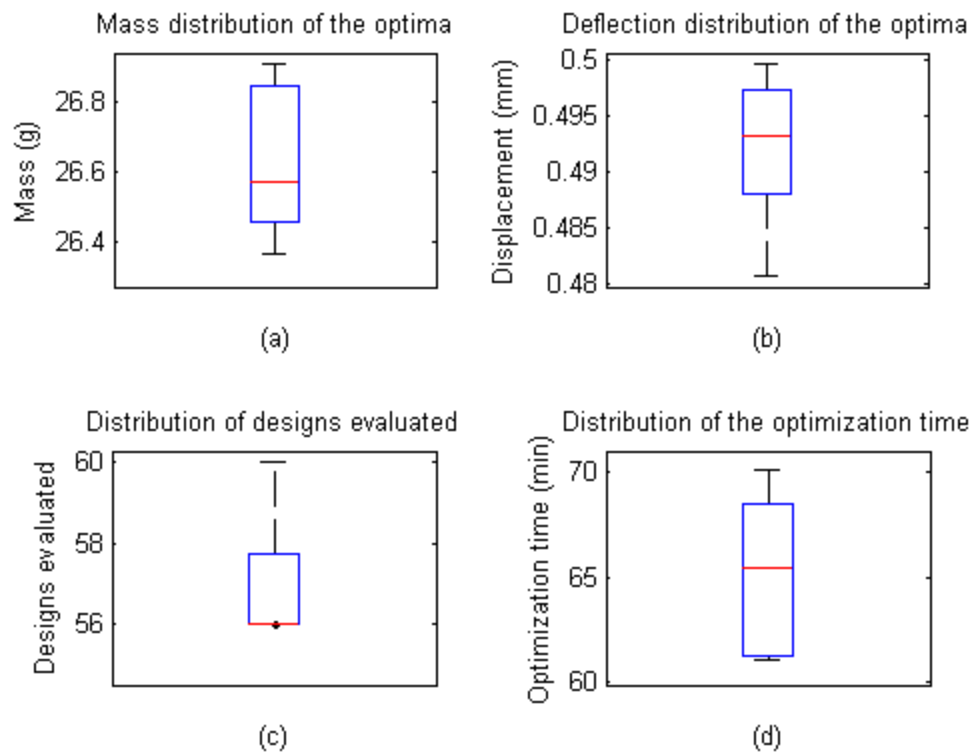 Mass distribution of the optima
Mass (g)
26.8
26.6
26.4
(a)
Deflection distribution of the optima
Displacement (mm)
0.5
0.495
0.49
0.485
0.48
(b)
Distribution of designs evaluated
Designs evaluated
60
58
56
(c)
Distribution of the optimization time
Optimization time (min)
70
65
60
(d)